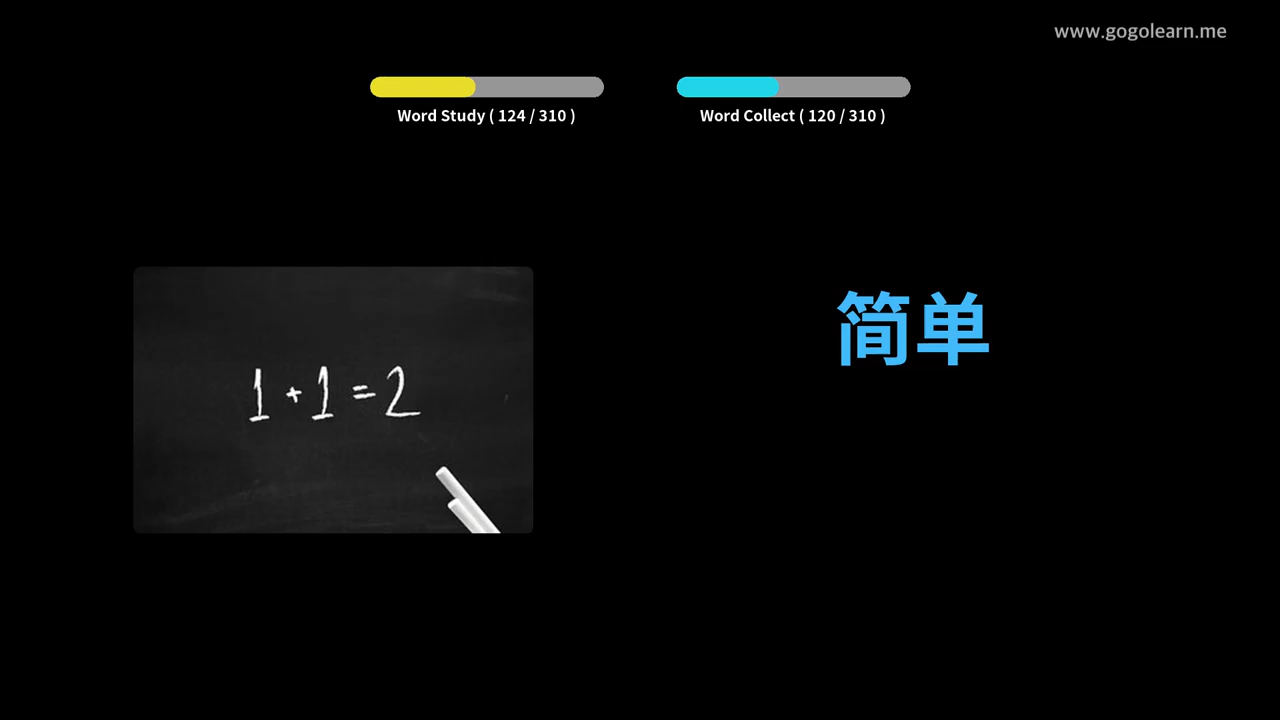 www.gogolearn.me
Word Study ( 124 / 310 )
Word Collect ( 120 / 310 )
简单
1 + 1 = 2